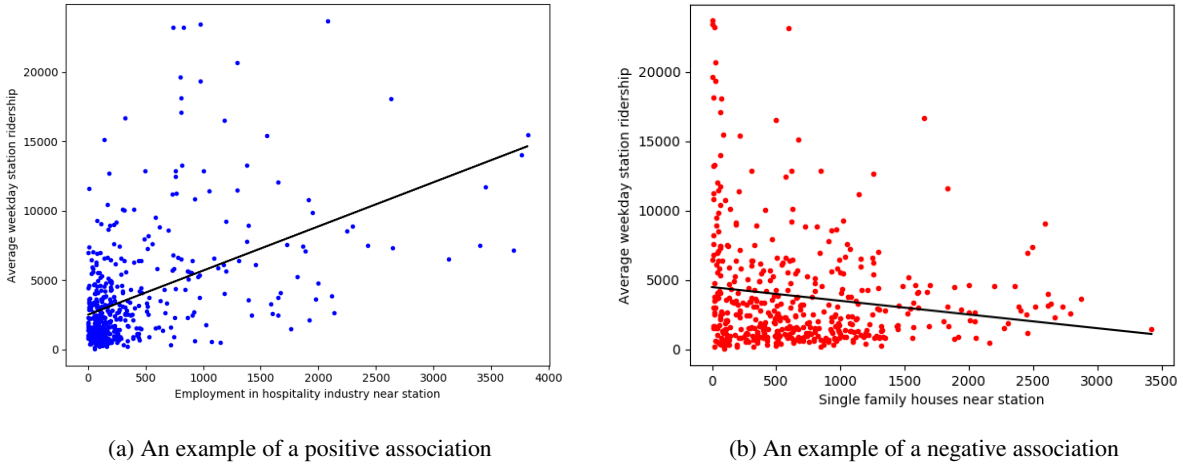 Average weekday station ridership
20000
15000
10000
5000
0
0 500 1000 1500 2000 2500 3000 3500 4000
Employment in hospitality industry near station
(a) An example of a positive association
Average weekday station ridership
20000
15000
10000
5000
0
0 500 1000 1500 2000 2500 3000 3500
Single family houses near station
(b) An example of a negative association